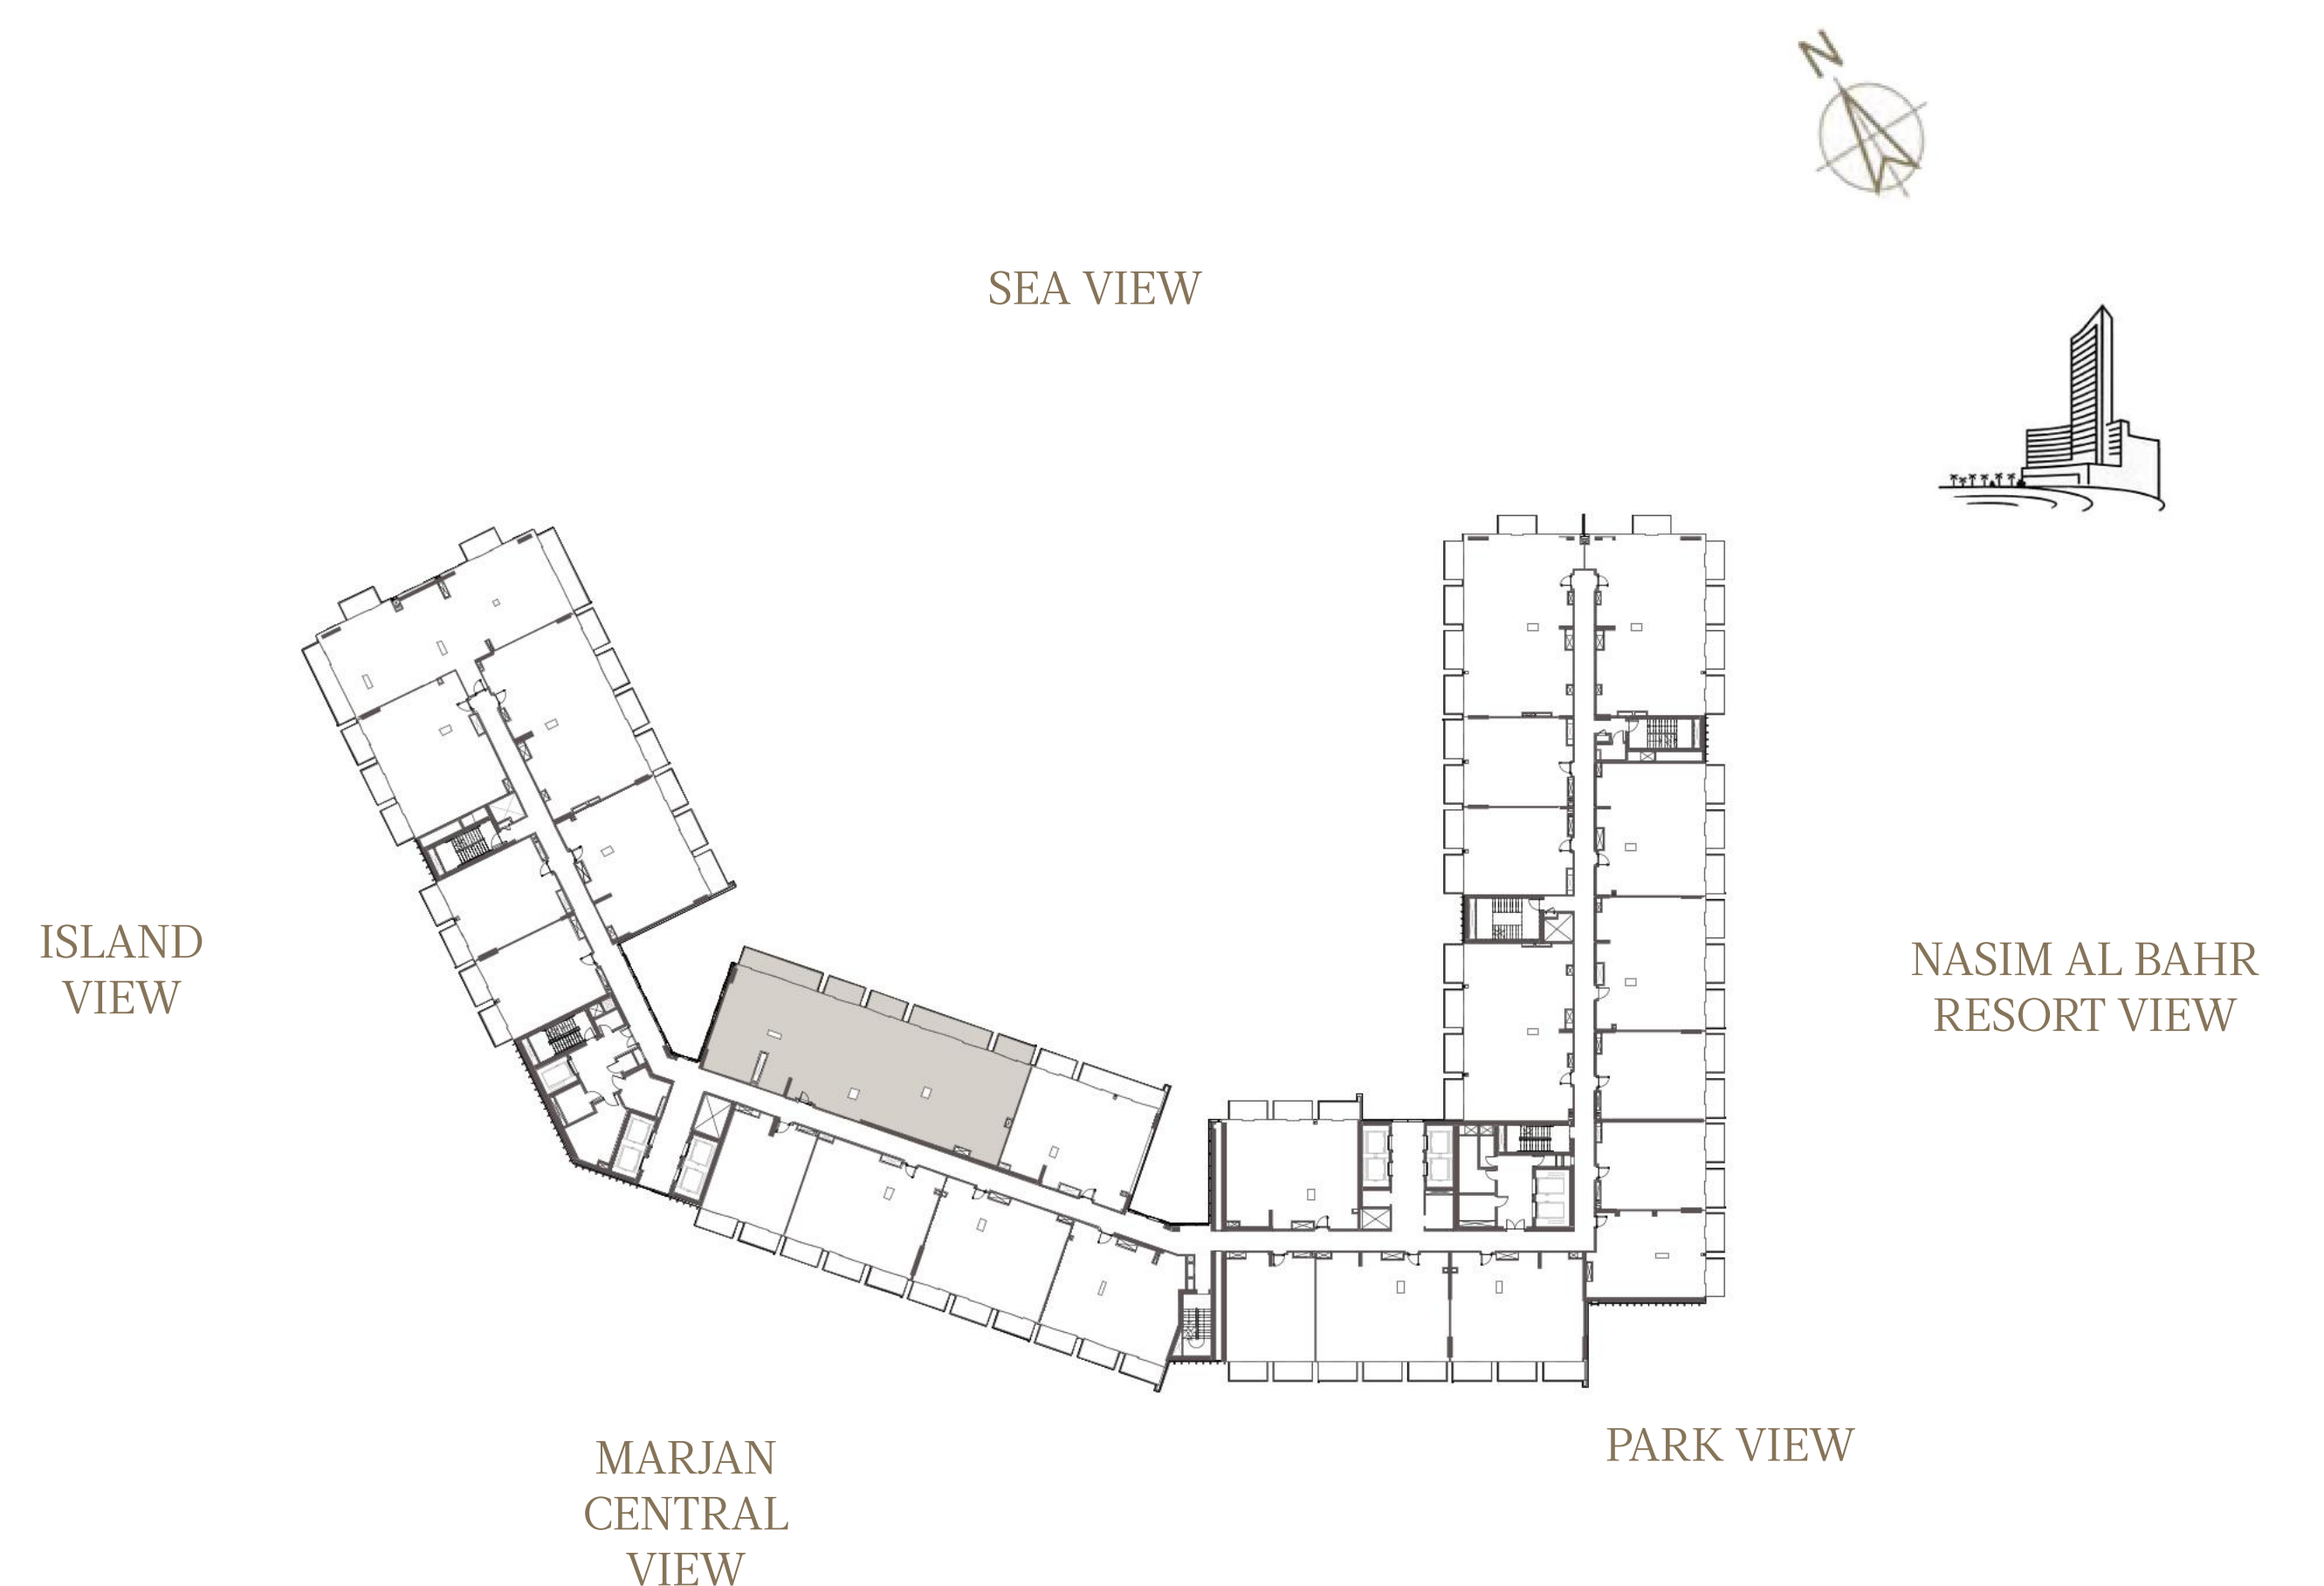 N
SEA VIEW
ISLAND
VIEW
NASIM AL BAHR
RESORT VIEW
PARK VIEW
MARJAN
CENTRAL
VIEW